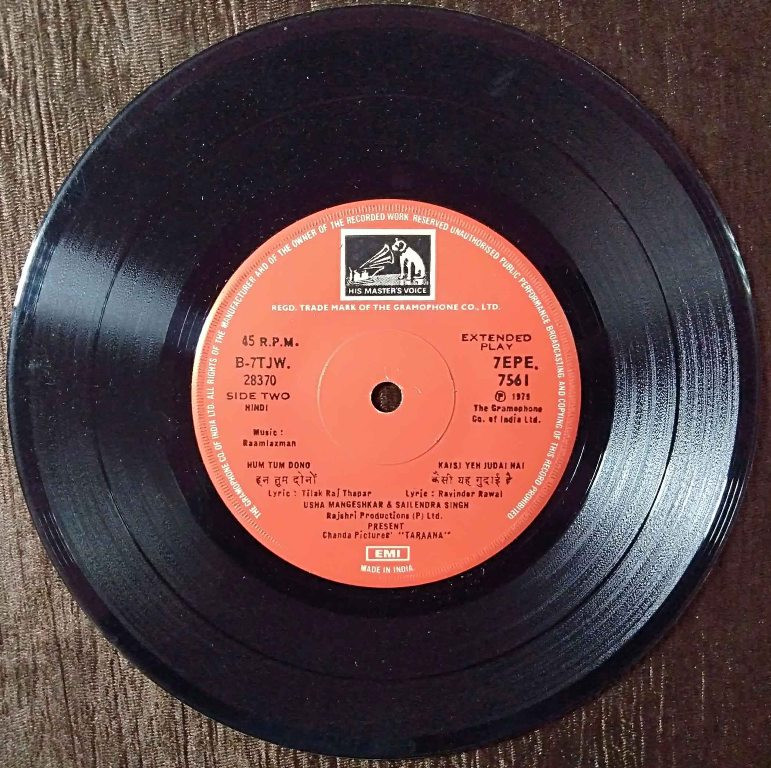 THE GRAMOPHONE CO. OF INDIA LTD. ALL RIGHTS OF THE MANUFACTURER AND OF THE OWNER OF THE RECORDED WORK RESERVED UNAUTHORISED PUBLIC PERFORMANCE BROADCASTING AND COPYING OF THIS RECORD PROHIBITED
HIS MASTER'S VOICE
REGD. TRADE MARK OF THE GRAMOPHONE CO., LTD.
45 R.P.M.
B-7TJW.
28370
SIDE TWO
HINDI
EXTENDED
PLAY
7EPE.
7561
Ⓟ 1979
The Gramophone
Co. of India Ltd.
Music :
Raamlaxman
HUM TUM DONO
हम तुम दोनों
Lyric : Tilak Raj Thapar
KAISI YEH JUDAI HAI
कैसी यह जुदाई है
Lyric : Ravinder Rawal
USHA MANGESHKAR & SAILENDRA SINGH
Rajshri Productions (P) Ltd.
PRESENT
Chanda Pictures' "TARAANA"
EMI
MADE IN INDIA